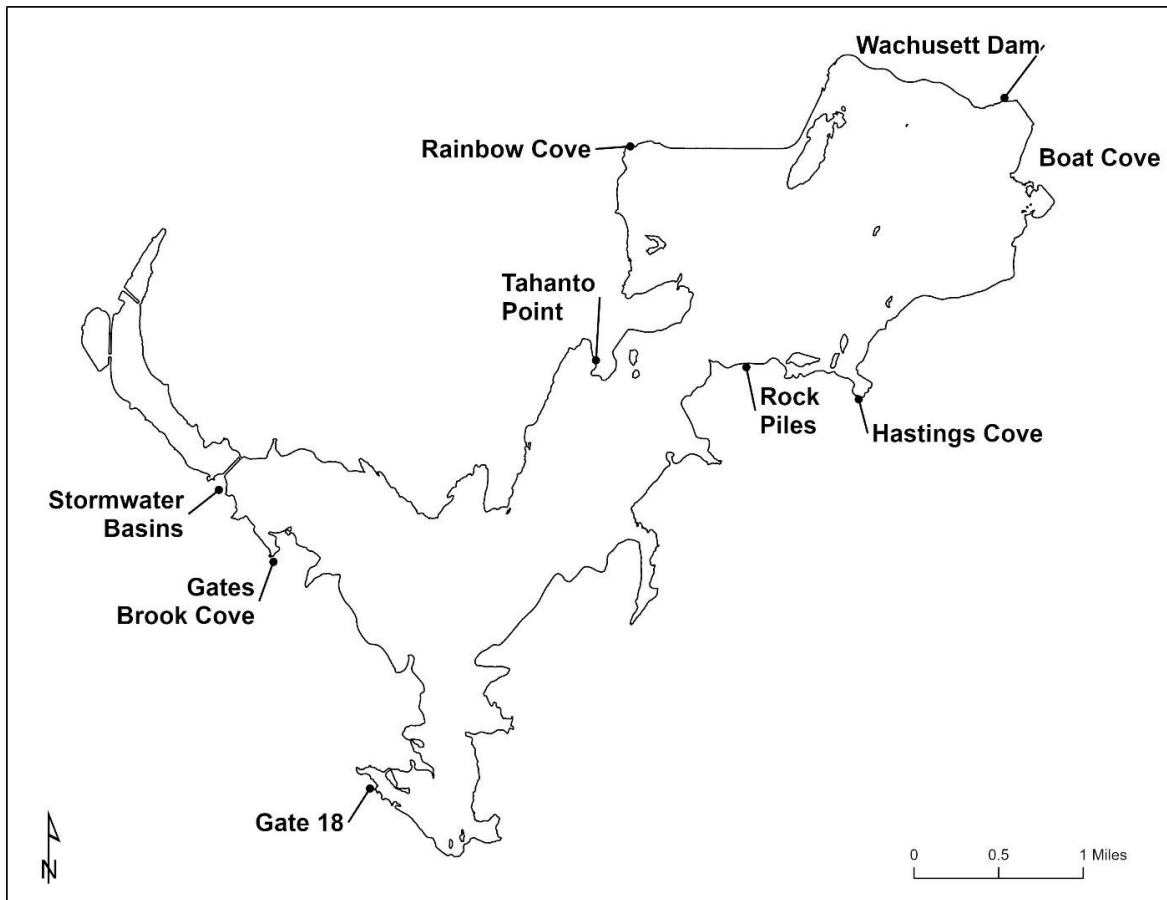 Wachusett Dam
Rainbow Cove
Boat Cove
Tahanto
Point
Rock
Piles
Hastings Cove
Stormwater
Basins
Gates
Brook Cove
Gate 18
N
0 0.5 1 Miles